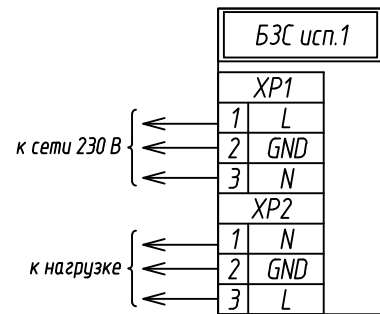 БЗС исп.1
XP1
1 L
к сети 230 В
2 GND
3 N
XP2
1 N
к нагрузке
2 GND
3 L